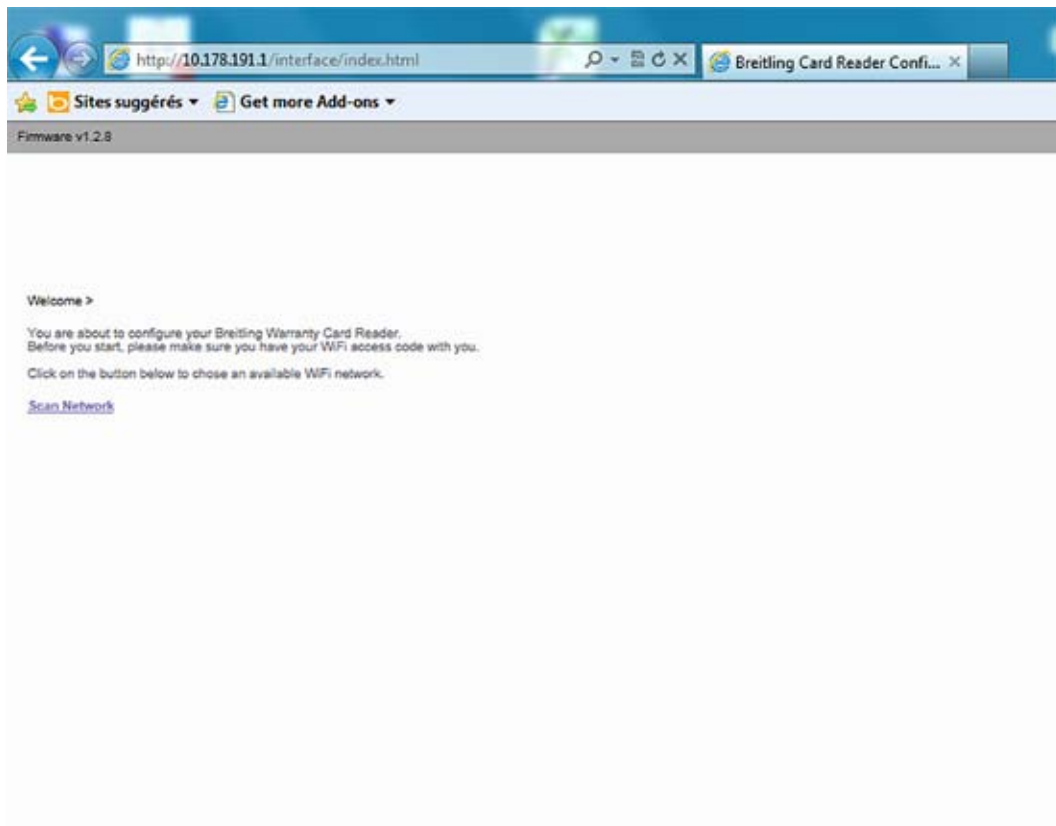 http://10.178.191.1/interface/index.html
Breitling Card Reader Confi...
Sites suggérés
Get more Add-ons
Firmware v1.2.8
Welcome >
You are about to configure your Breitling Warranty Card Reader.
Before you start, please make sure you have your WiFi access code with you.
Click on the button below to chose an available WiFi network.
Scan Network